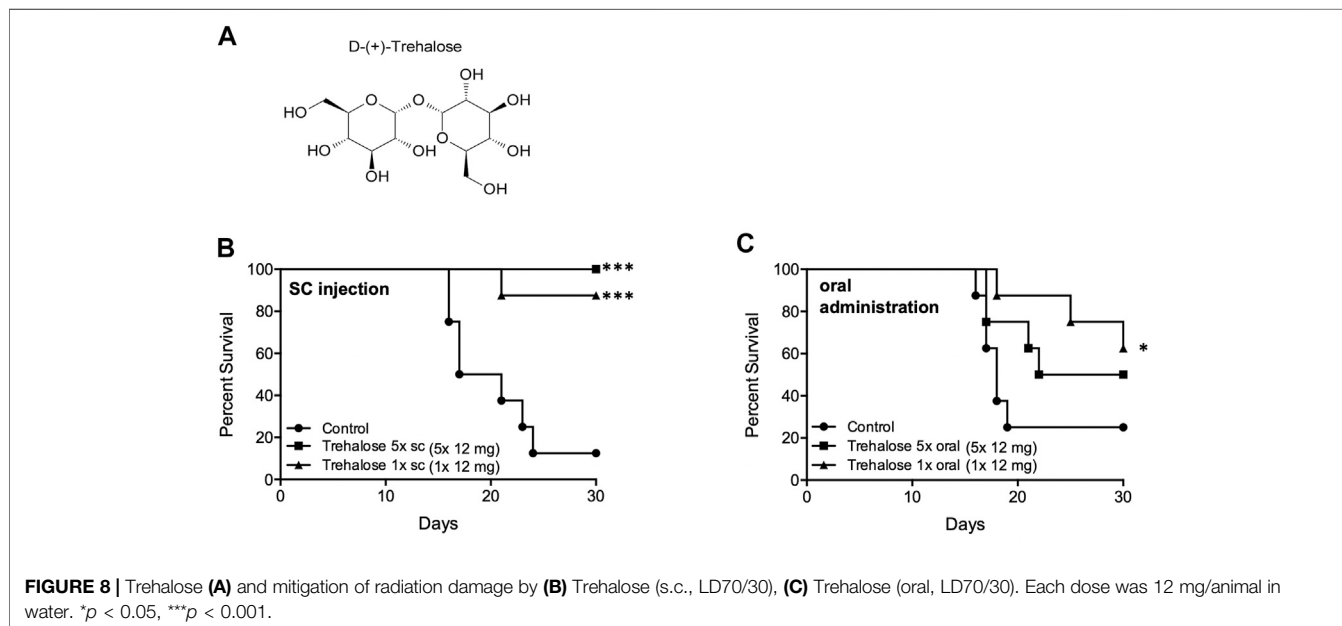 A
D-(+)-Trehalose
OH
HO
O
O
OH
O
HO
OH
OH
OH
OH
B
SC injection
Percent Survival
100
80
60
40
20
0
Control
Trehalose 5x sc (5x 12 mg)
Trehalose 1x sc (1x 12 mg)
***
***
0
10
20
30
Days
C
oral
administration
Percent Survival
100
80
60
40
20
0
Control
Trehalose 5x oral (5x 12 mg)
Trehalose 1x oral (1x 12 mg)
*
0
10
20
30
Days
FIGURE 8 | Trehalose (A) and mitigation of radiation damage by (B) Trehalose (s.c., LD70/30), (C) Trehalose (oral, LD70/30). Each dose was 12 mg/animal in
water. *p < 0.05, ***p < 0.001.